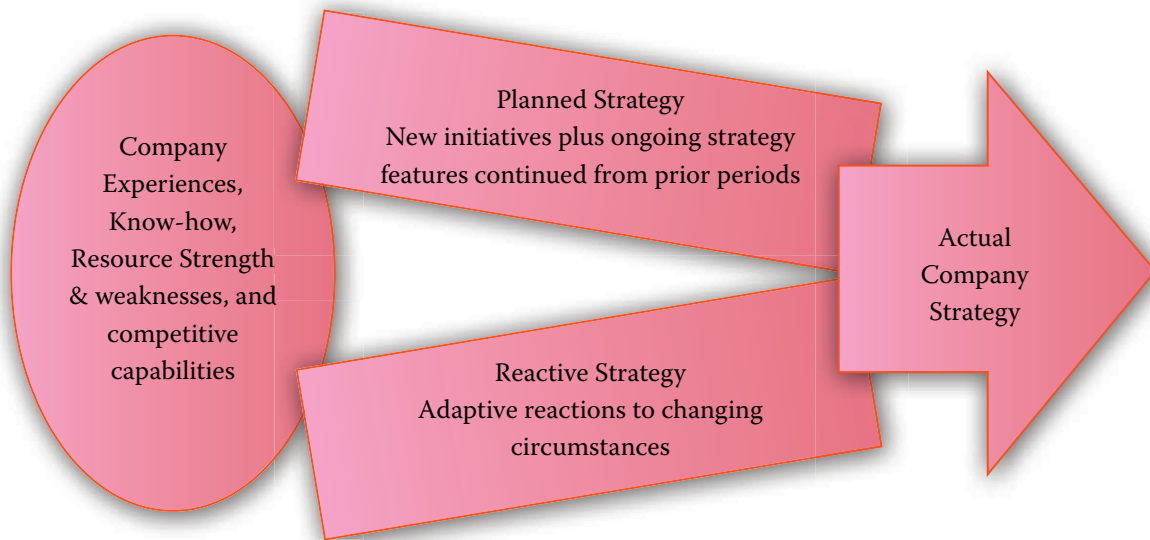 Company
Experiences,
Know-how,
Resource Strength
& weaknesses, and
competitive
capabilities
Planned Strategy
New initiatives plus ongoing strategy
features continued from prior periods
Reactive Strategy
Adaptive reactions to changing
circumstances
Actual
Company
Strategy